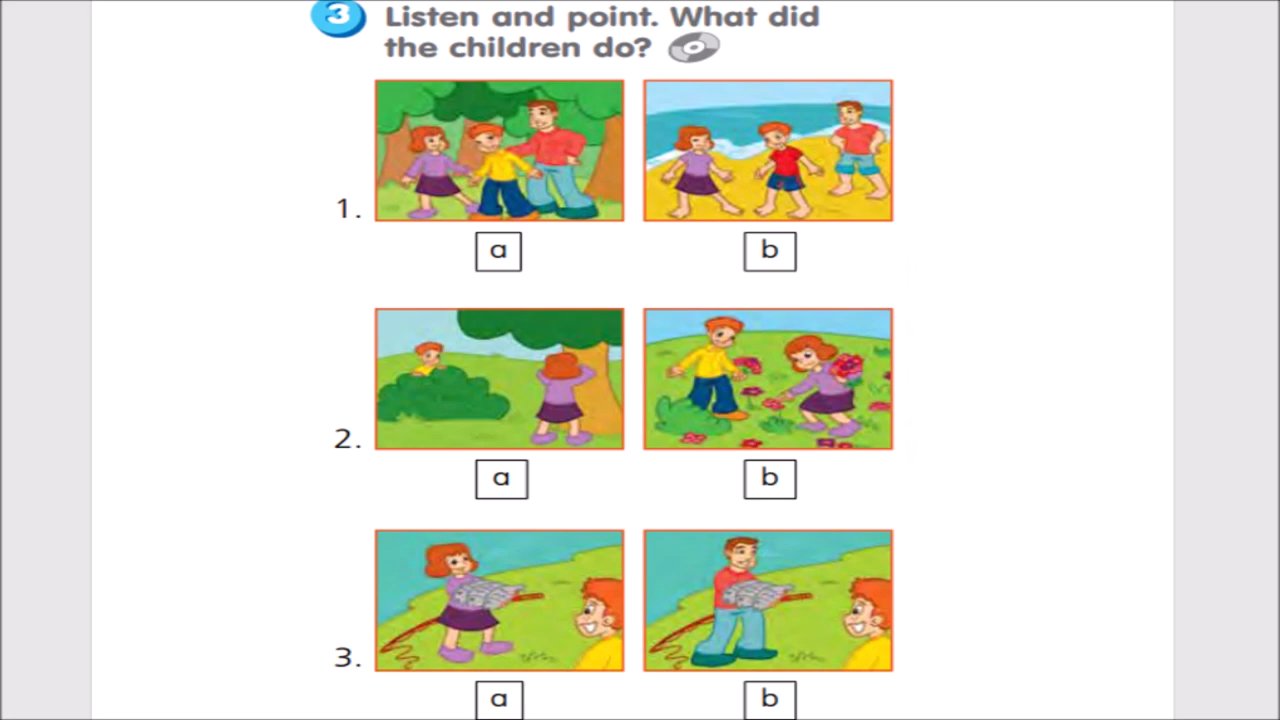 3 Listen and point. What did
the children do?
1.
a b
2.
a b
3.
a b